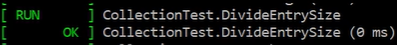 [ RUN      ] CollectionTest.DivideEntrySize
[       OK ] CollectionTest.DivideEntrySize (0 ms)